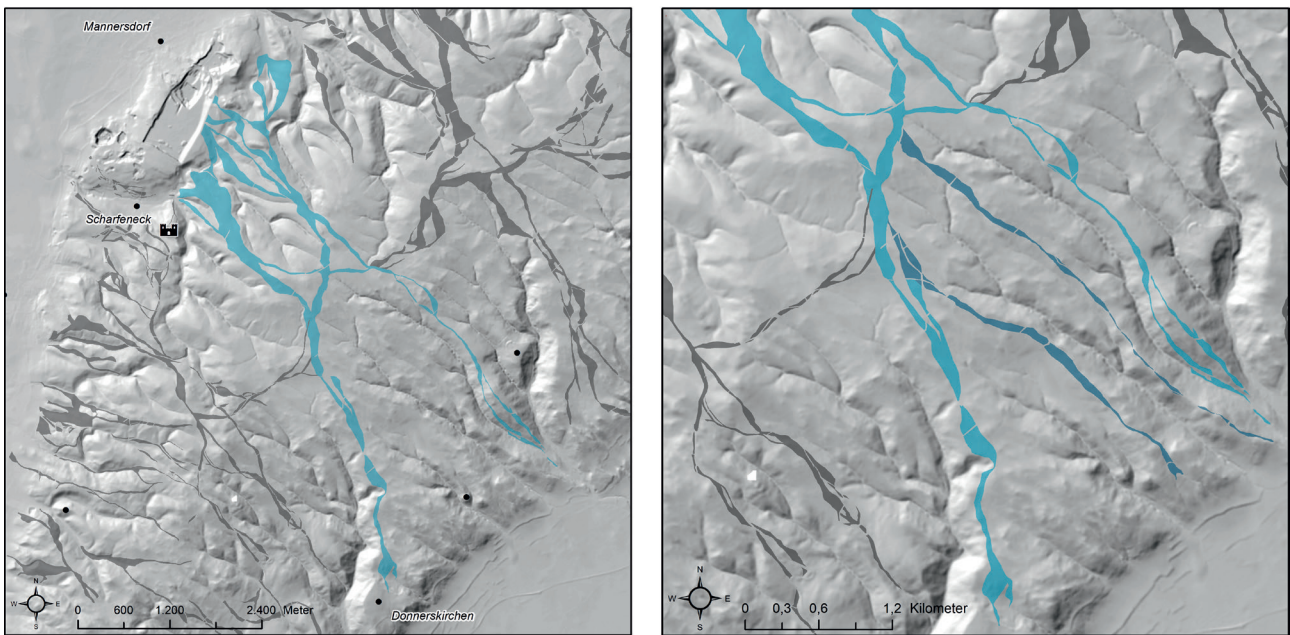 Mannersdorf
Scharfeneck
N
W E
S
0 600 1.200 2.400 Meter
Donnerskirchen
N
W E
S
0 0,3 0,6 1,2 Kilometer